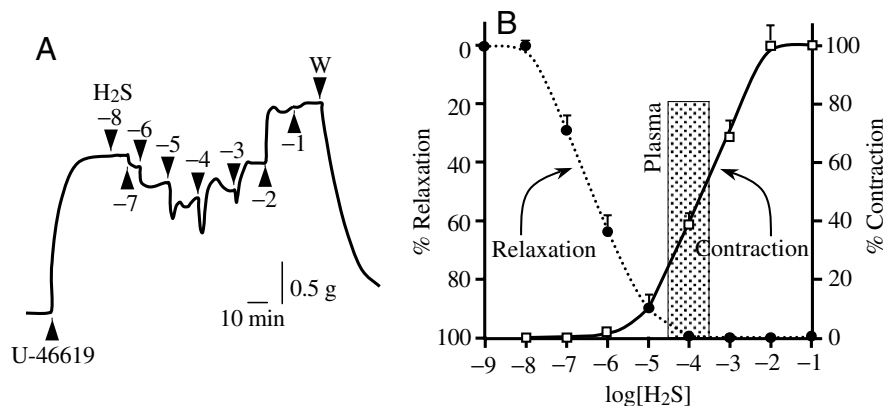 A
H₂S
−8
−6
−5
−4
−3
W
−1
−7
−2
0.5 g
10 min
U-46619
B
0
20
40
60
80
100
% Relaxation
Relaxation
Plasma
Contraction
100
80
60
40
20
0
% Contraction
−9 −8 −7 −6 −5 −4 −3 −2 −1
log[H₂S]